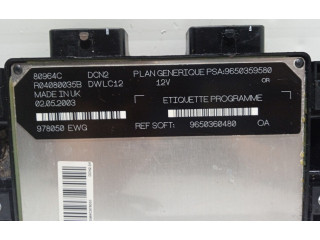 80964C DCN2 PLAN GENERIQUE PSA:9650359580
R04080035B DWLC12 12V OR
MADE IN UK
02.05.2003 ETIQUETTE PROGRAMME
978050 EWG REF SOFT: 9650360480 OA